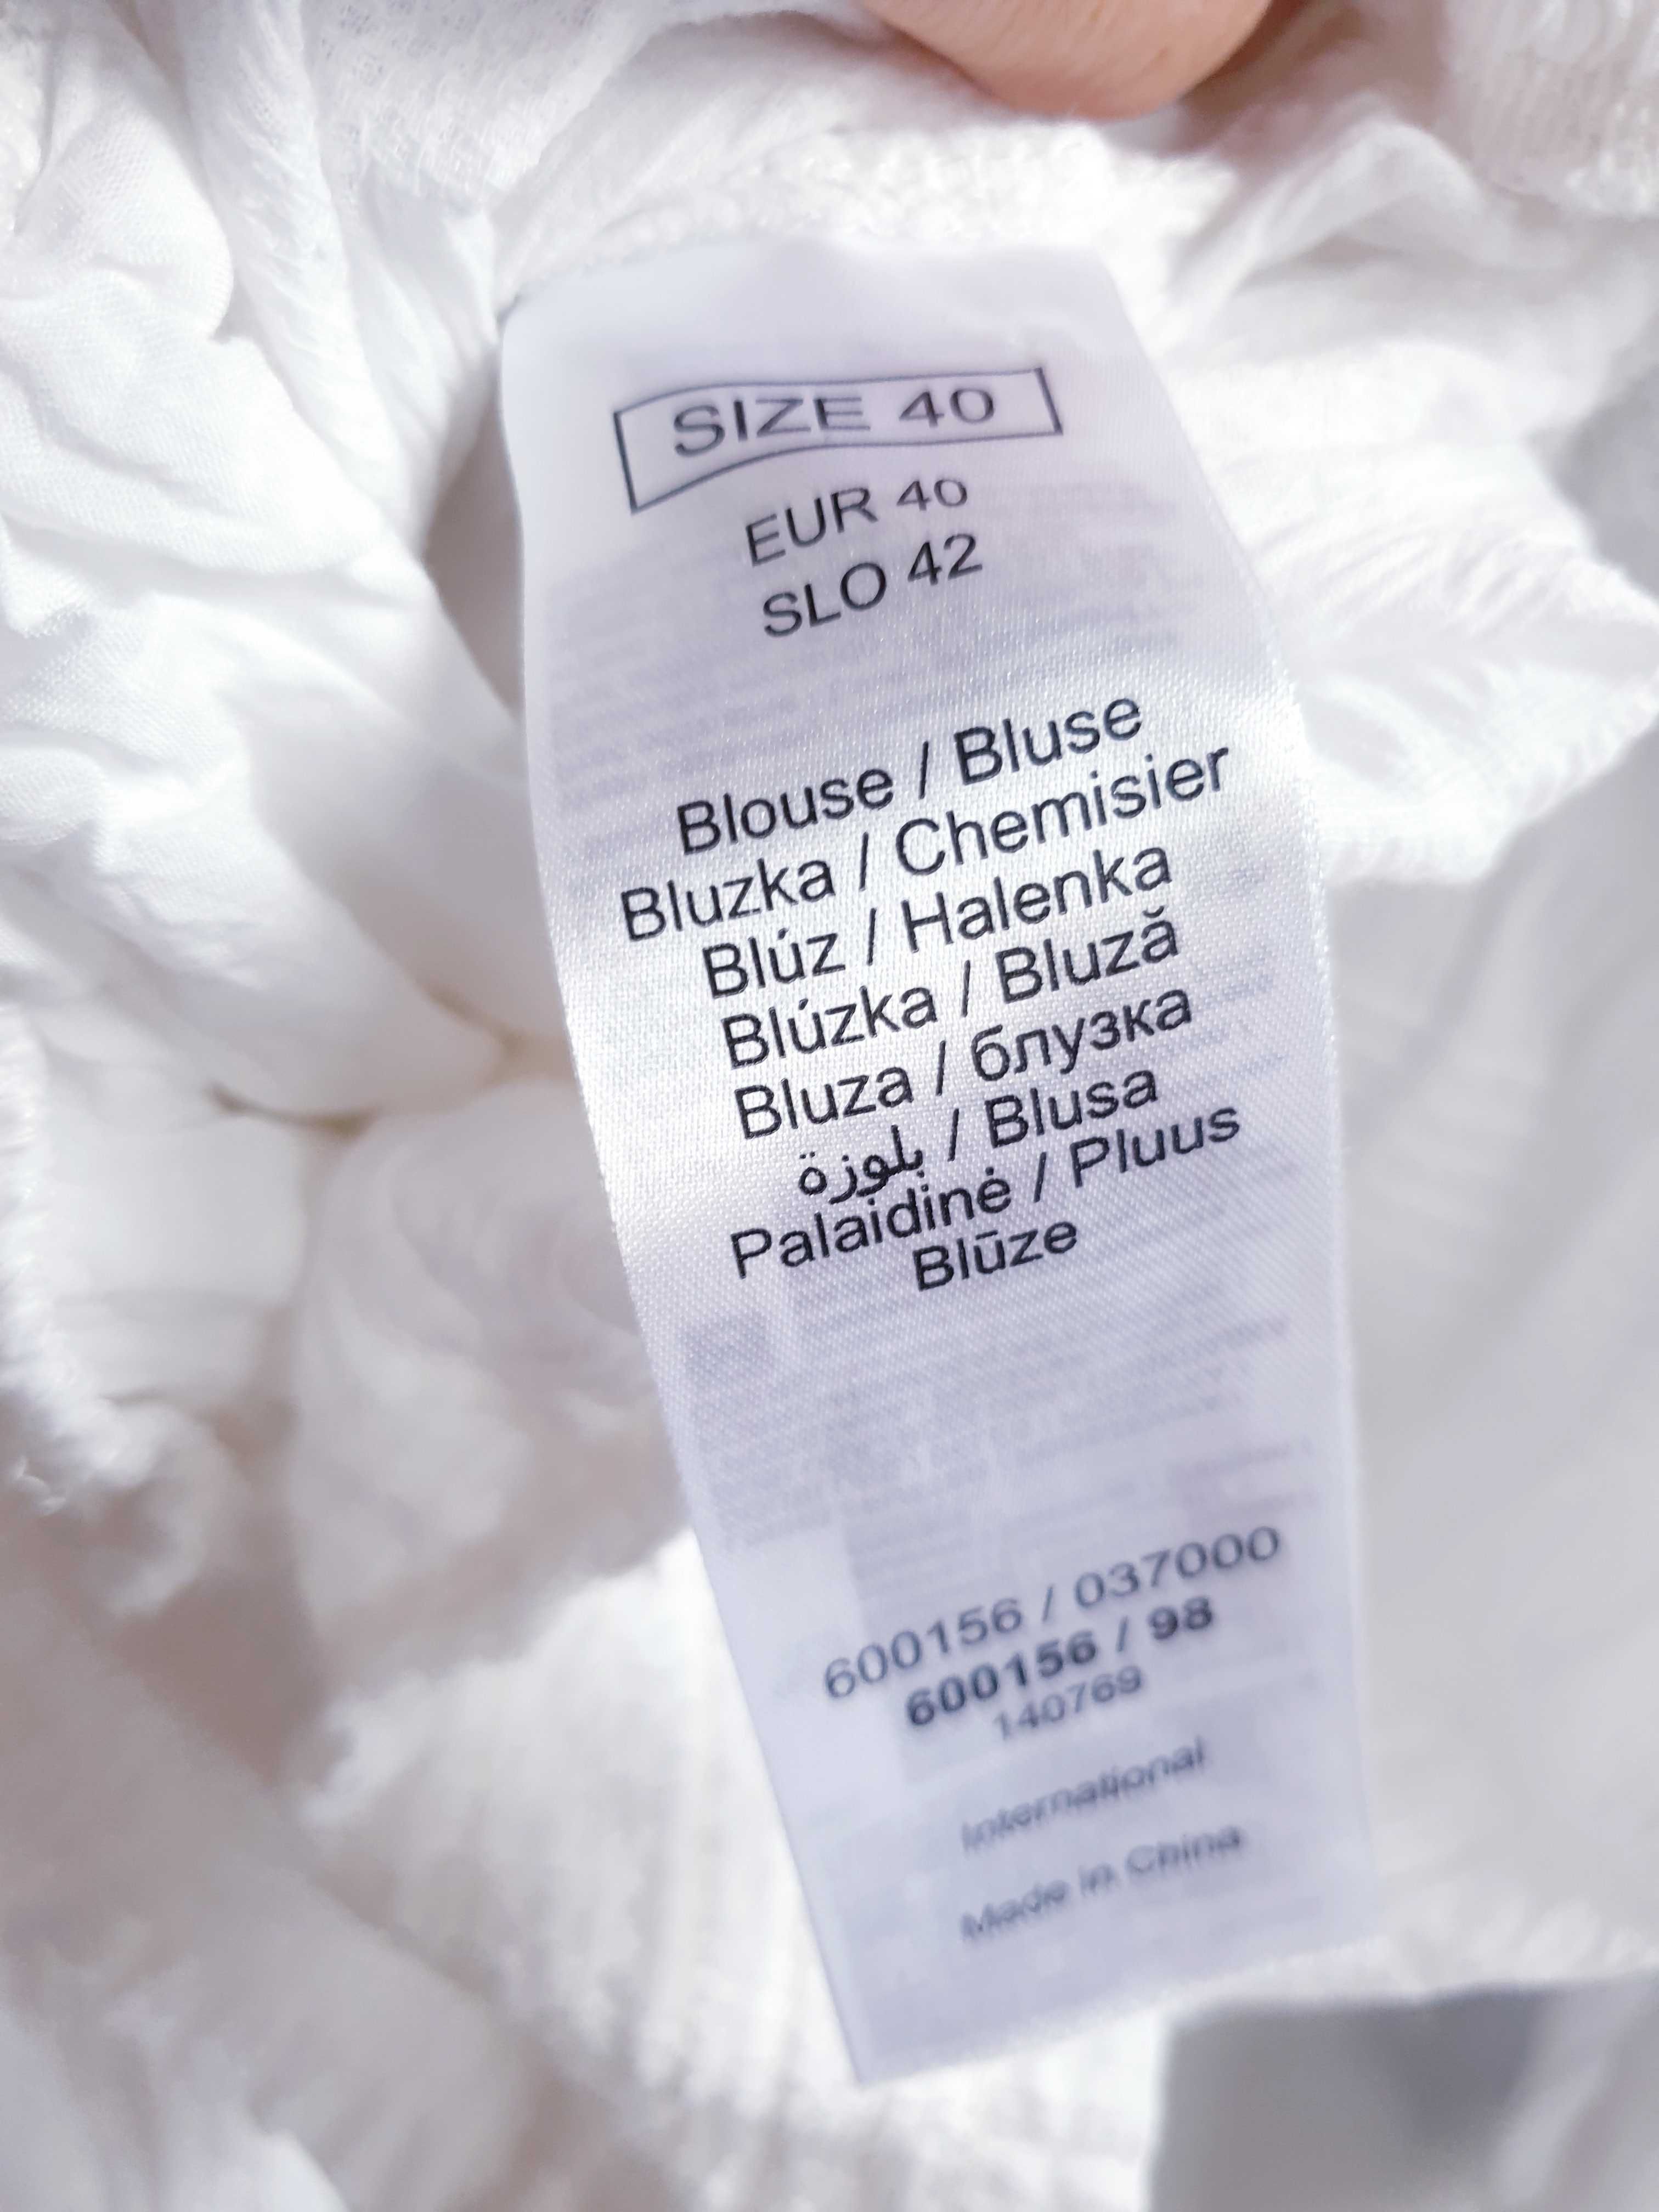 SIZE 40
EUR 40
SLO 42
Blouse / Bluse
Bluzka / Chemisier
Blúz / Halenka
Blúzka / Bluză
Bluza / блузка
بلوزة / Blusa
Palaidinė / Pluus
Blūze
600156 / 037000
600156 / 98
140769
International
Made in China